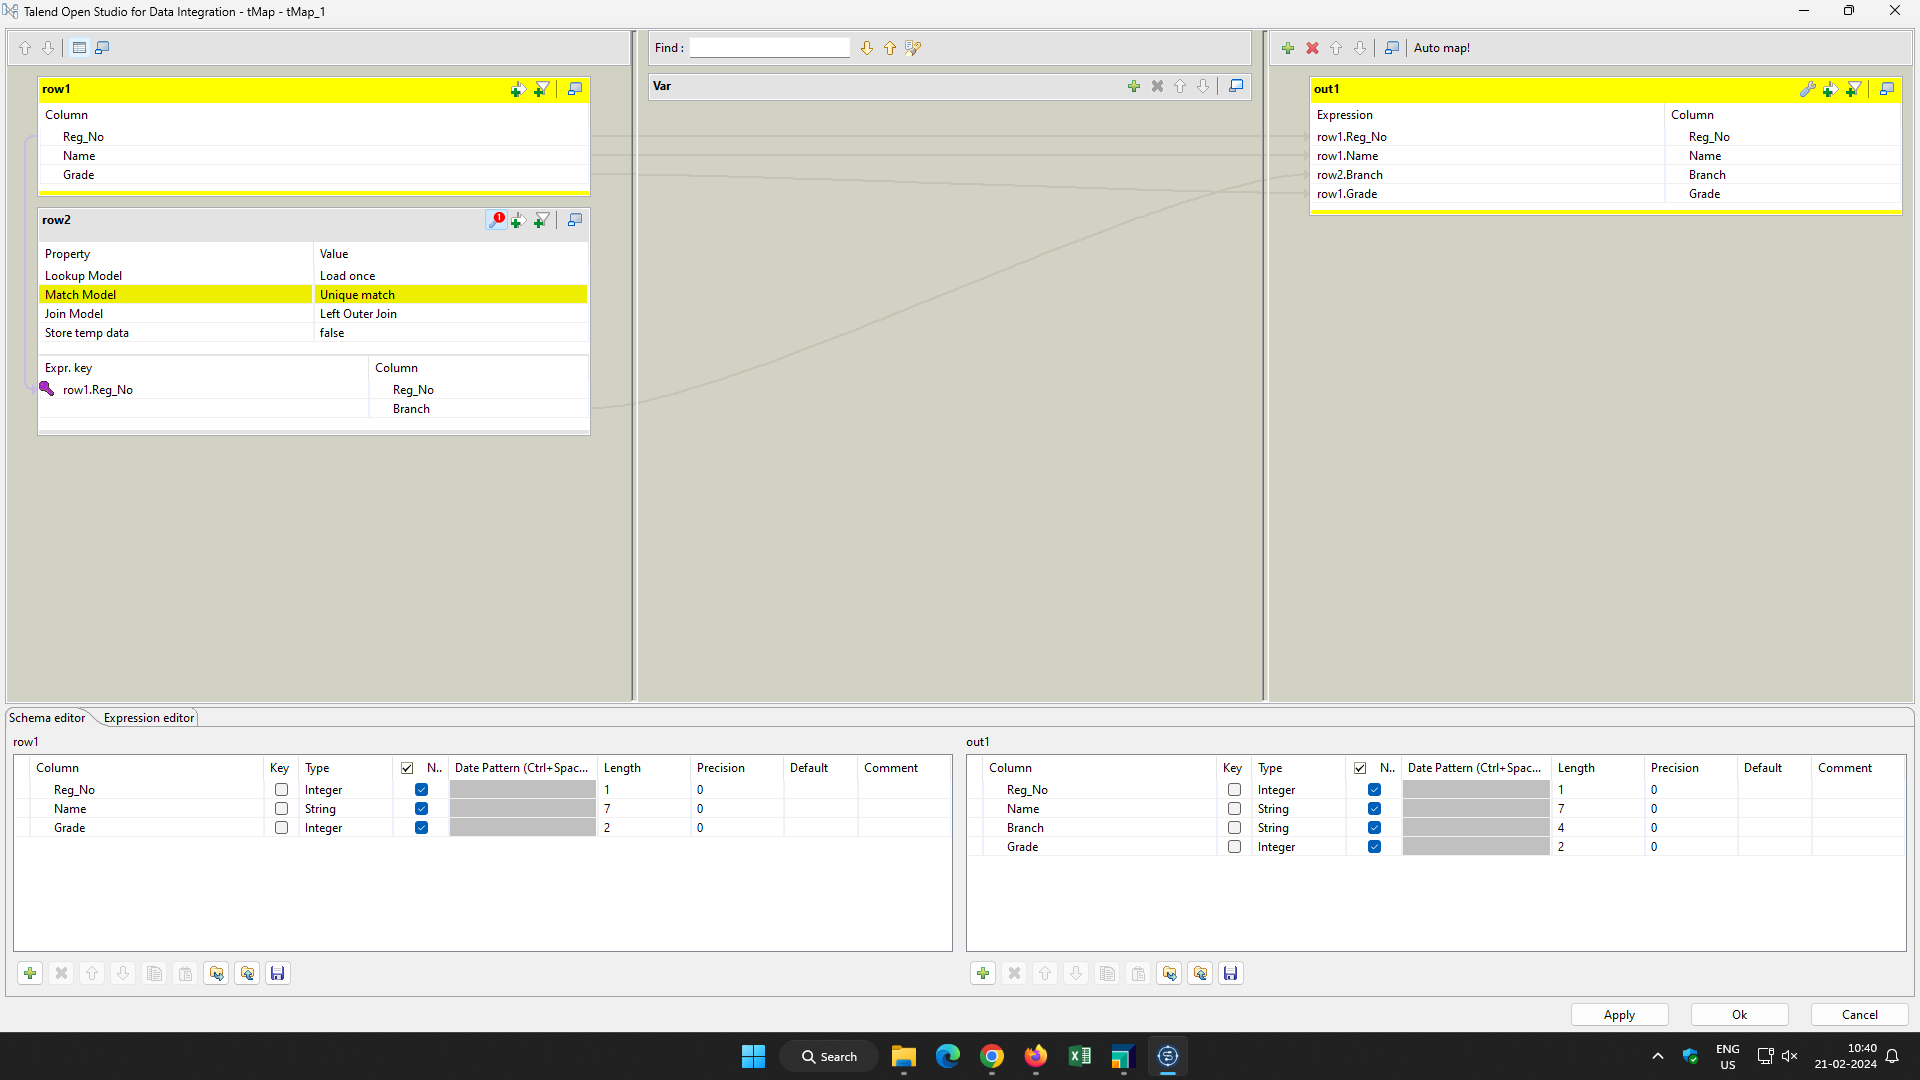 Talend Open Studio for Data Integration - tMap - tMap_1
Find :
Auto map!
row1
Column
Reg_No
Name
Grade
row2
1
Property Value
Lookup Model Load once
Match Model Unique match
Join Model Left Outer Join
Store temp data false
Expr. key Column
row1.Reg_No Reg_No
Branch
Var
out1
Expression Column
row1.Reg_No Reg_No
row1.Name Name
row2.Branch Branch
row1.Grade Grade
Schema editor Expression editor
row1
Column Key Type N.. Date Pattern (Ctrl+Spac... Length Precision Default Comment
Reg_No Integer 1 0
Name String 7 0
Grade Integer 2 0
out1
Column Key Type N.. Date Pattern (Ctrl+Spac... Length Precision Default Comment
Reg_No Integer 1 0
Name String 7 0
Branch String 4 0
Grade Integer 2 0
Apply Ok Cancel
Search
ENG
US
10:40
21-02-2024